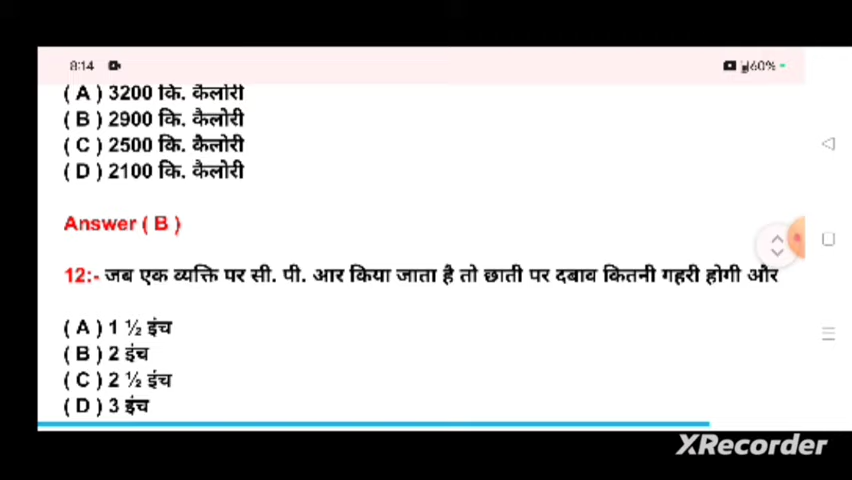 8:14
60%
( A ) 3200 कि. कैलोरी
( B ) 2900 कि. कैलोरी
( C ) 2500 कि. कैलोरी
( D ) 2100 कि. कैलोरी
Answer ( B )
12:- जब एक व्यक्ति पर सी. पी. आर किया जाता है तो छाती पर दबाव कितनी गहरी होगी और
( A ) 1 ½ इंच
( B ) 2 इंच
( C ) 2 ½ इंच
( D ) 3 इंच
XRecorder